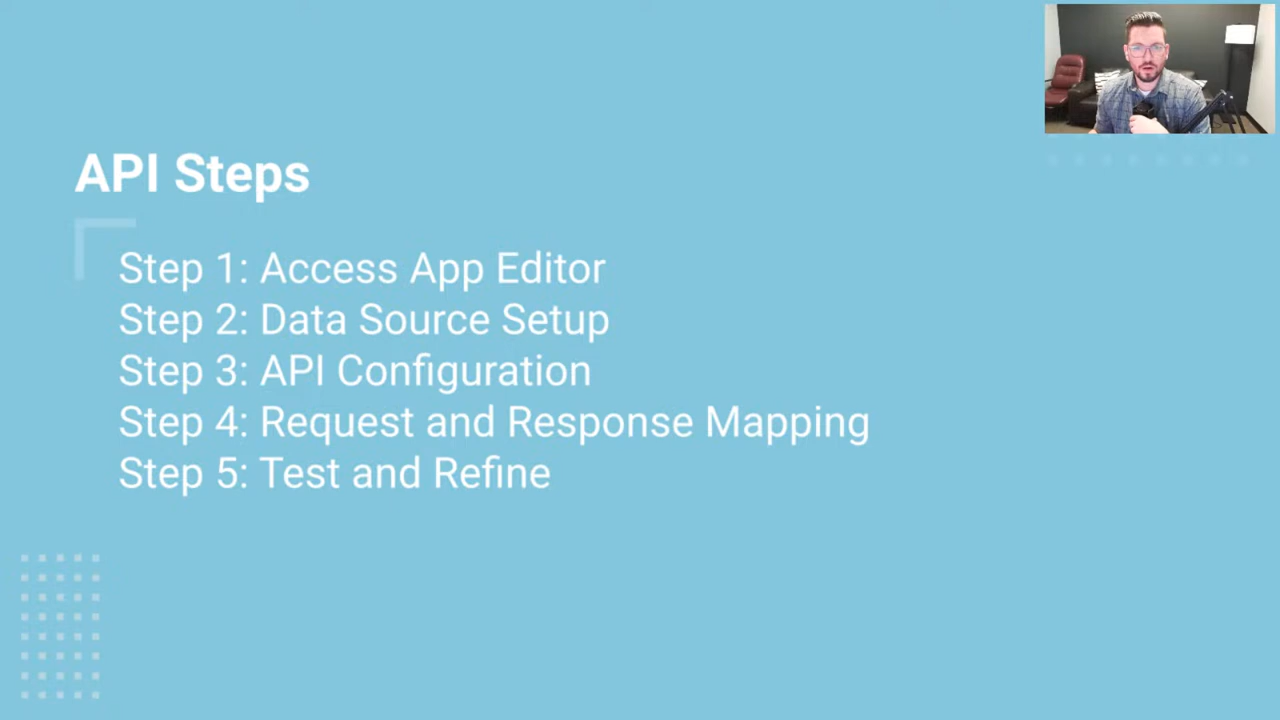 API Steps
Step 1: Access App Editor
Step 2: Data Source Setup
Step 3: API Configuration
Step 4: Request and Response Mapping
Step 5: Test and Refine